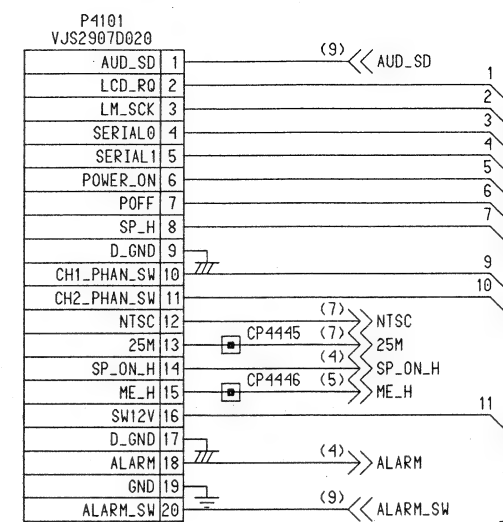 P4101
VJS2907D020
AUD_SD 1 (9) AUD_SD
LCD_RQ 2 1
LM_SCK 3 2
SERIAL0 4 3
SERIAL1 5 4
POWER_ON 6 5
POFF 7 6
SP_H 8 7
D_GND 9
CH1_PHAN_SW 10 9
CH2_PHAN_SW 11 10
NTSC 12 (7) NTSC
25M 13 CP4445 (7) 25M
SP_ON_H 14 (4) SP_ON_H
ME_H 15 CP4446 (5) ME_H
SW12V 16 11
D_GND 17
ALARM 18 (4) ALARM
GND 19
ALARM_SW 20 (9) ALARM_SW